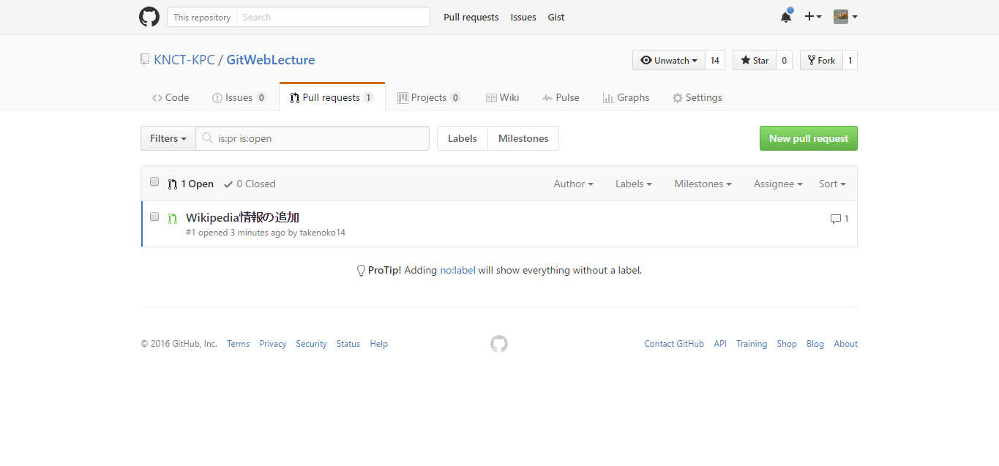 This repository Search Pull requests Issues Gist
KNCT-KPC / GitWebLecture Unwatch 14 Star 0 Fork 1
Code Issues 0 Pull requests 1 Projects 0 Wiki Pulse Graphs Settings
Filters is:pr is:open Labels Milestones New pull request
1 Open 0 Closed Author Labels Milestones Assignee Sort
Wikipedia情報の追加 1
#1 opened 3 minutes ago by takenoko14
ProTip! Adding no:label will show everything without a label.
© 2016 GitHub, Inc. Terms Privacy Security Status Help Contact GitHub API Training Shop Blog About